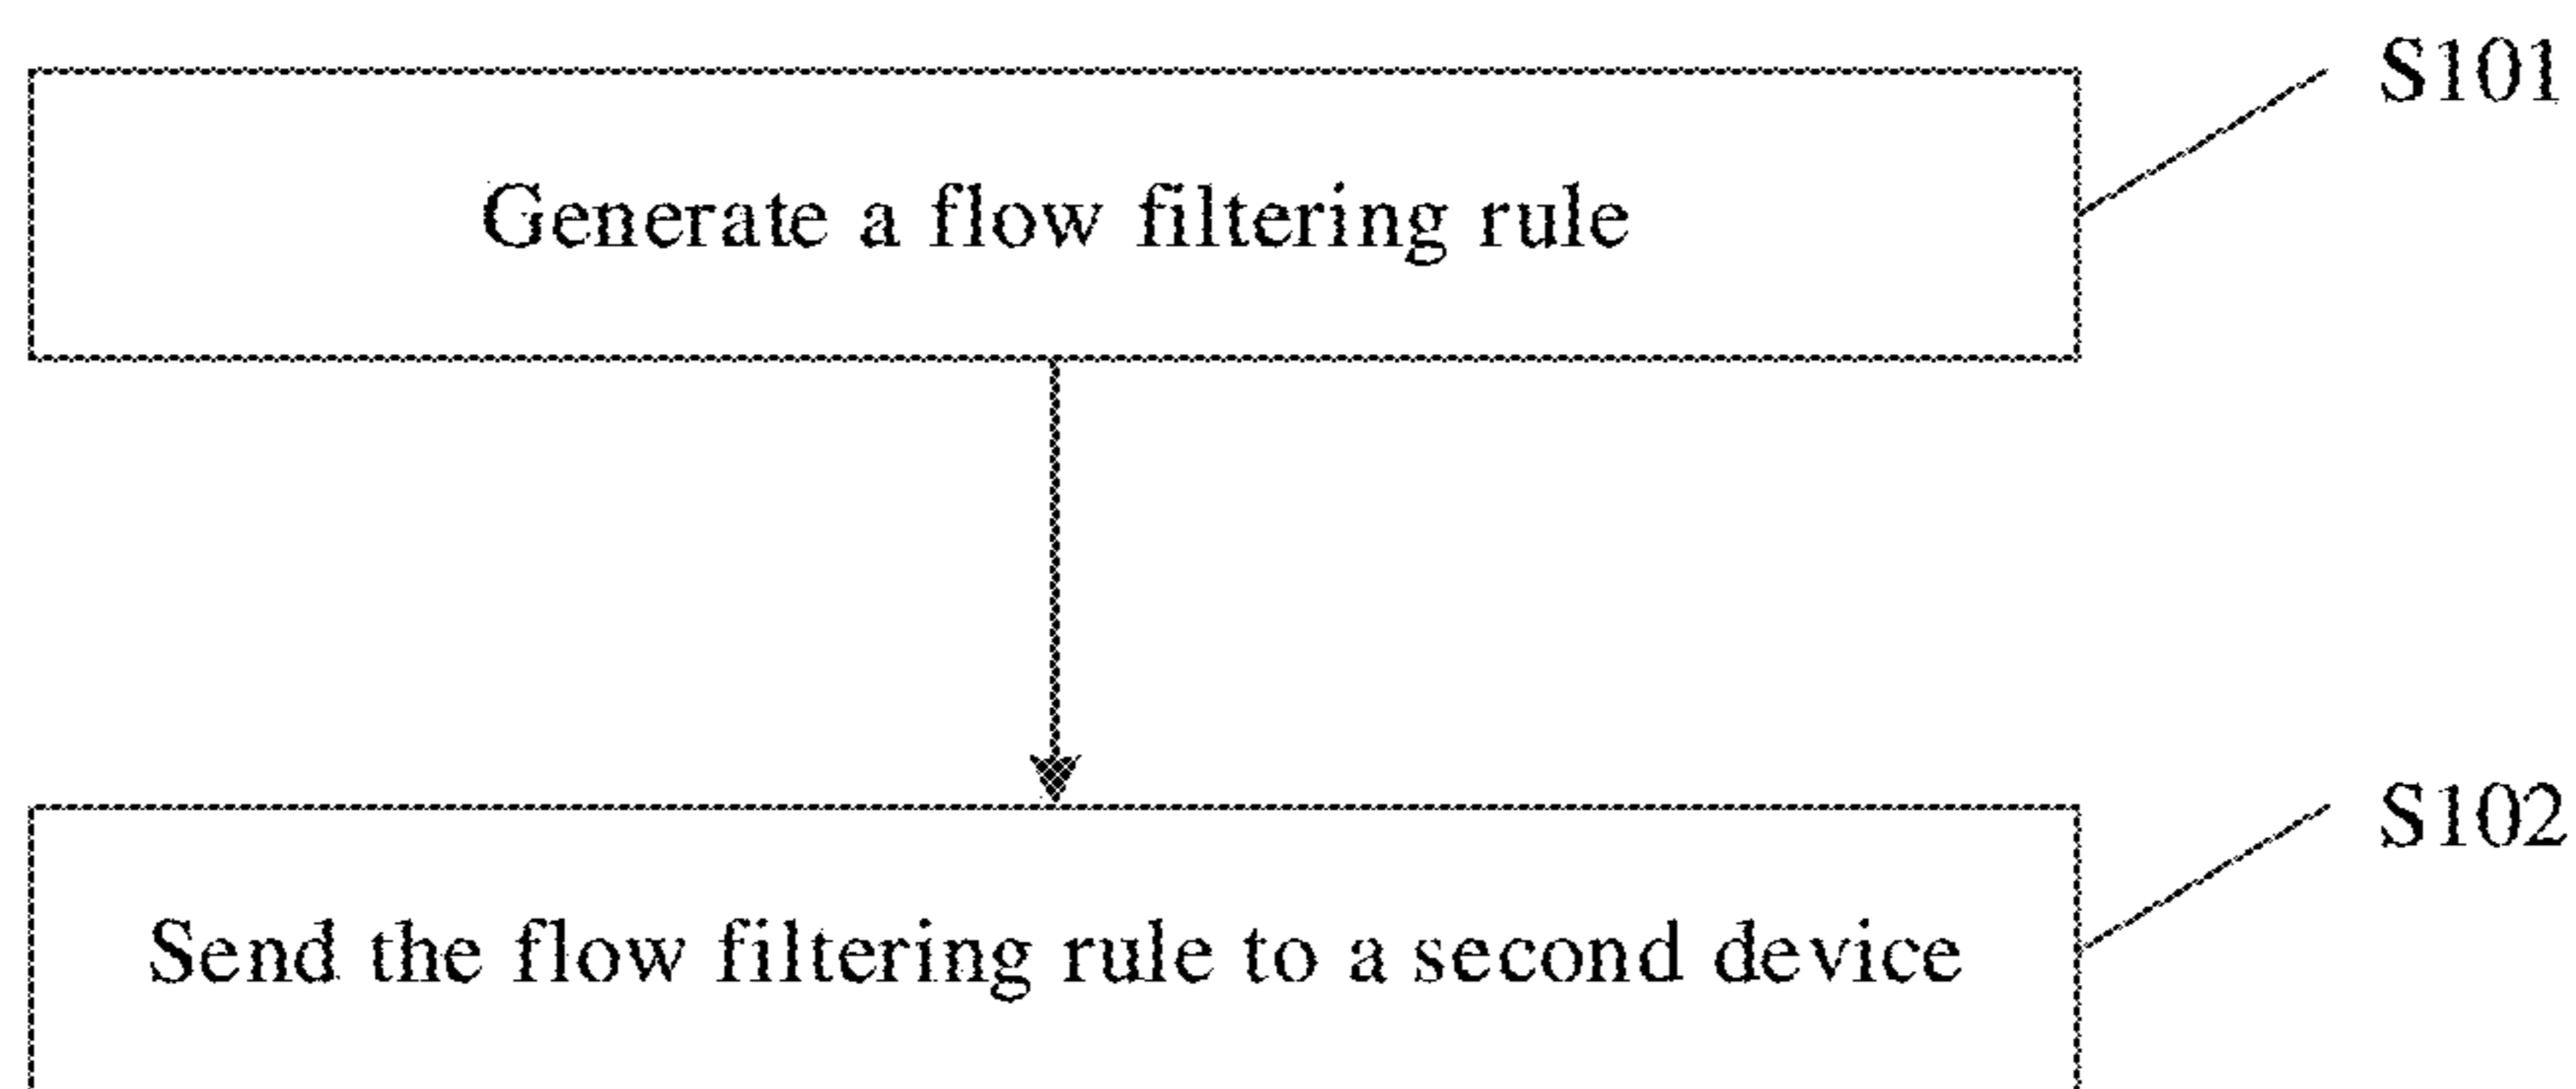 S101
Generate a flow filtering rule
S102
Send the flow filtering rule to a second device